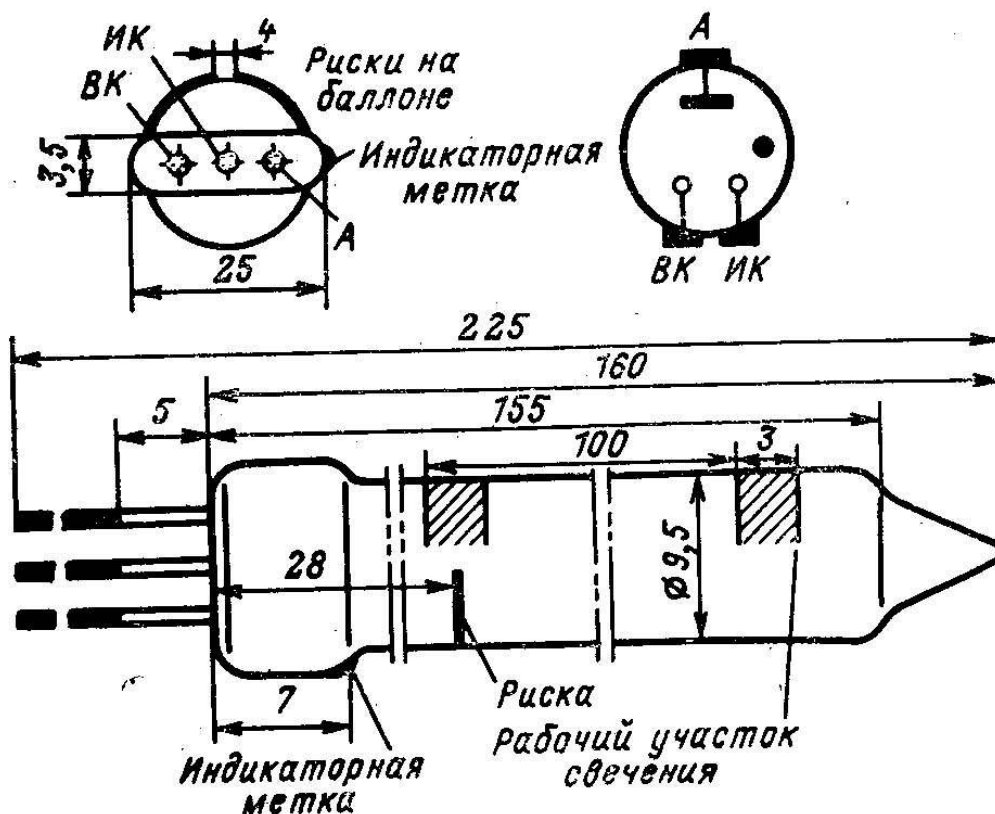 ИК
4
ВК
Риски на
баллоне
3,5
Индикаторная
метка
А
25
А
ВК ИК
225
160
155
5
100
3
28
ø9,5
7
Риска
Рабочий участок
свечения
Индикаторная
метка